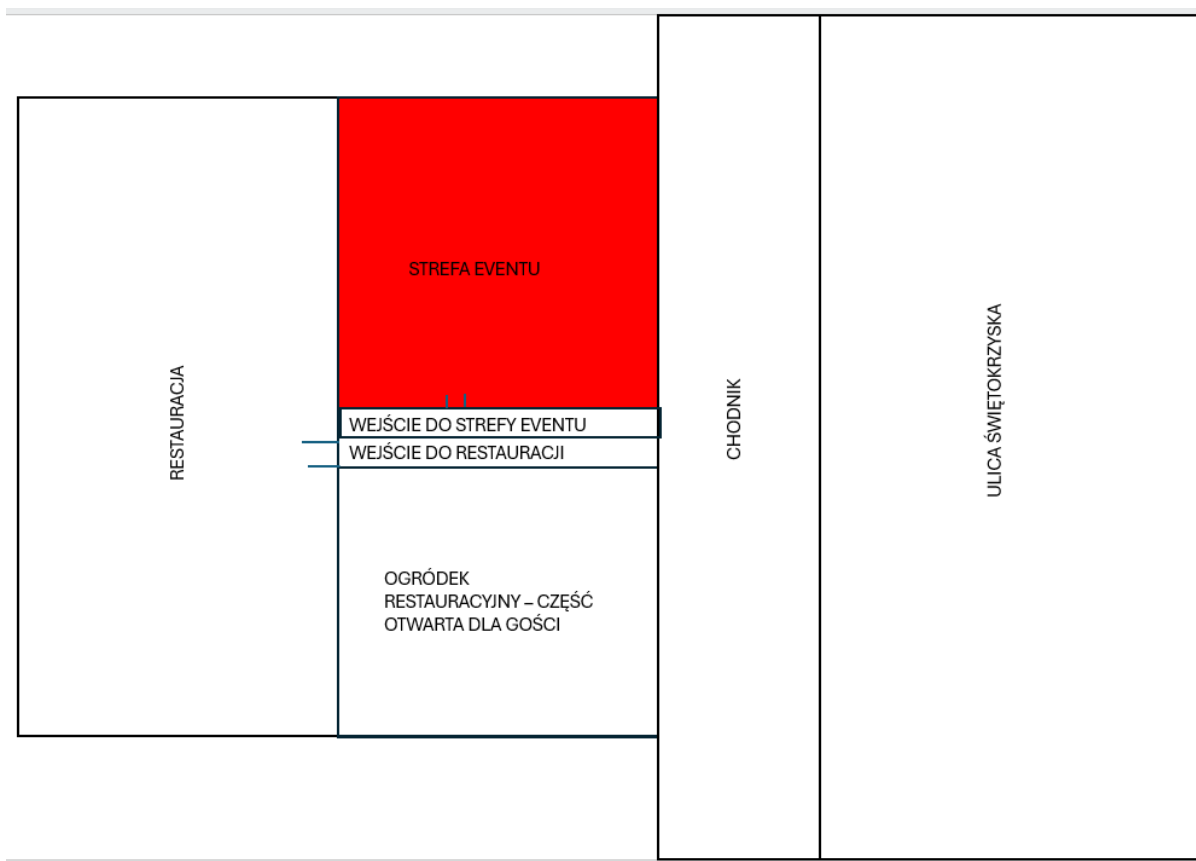 STREFA EVENTU
RESTAURACJA
WEJŚCIE DO STREFY EVENTU
WEJŚCIE DO RESTAURACJI
CHODNIK
ULICA ŚWIĘTOKRZYSKA
OGRÓDEK
RESTAURACYJNY – CZĘŚĆ
OTWARTA DLA GOŚCI